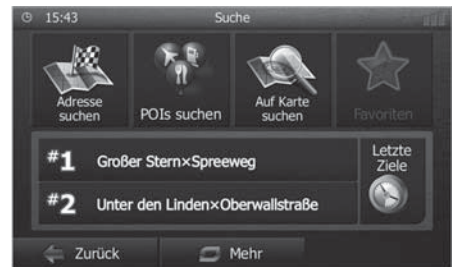 15:43 Suche
Adresse suchen
POIs suchen
Auf Karte suchen
Favoriten
#1 Großer Stern×Spreeweg
#2 Unter den Linden×Oberwallstraße
Letzte Ziele
Zurück
Mehr